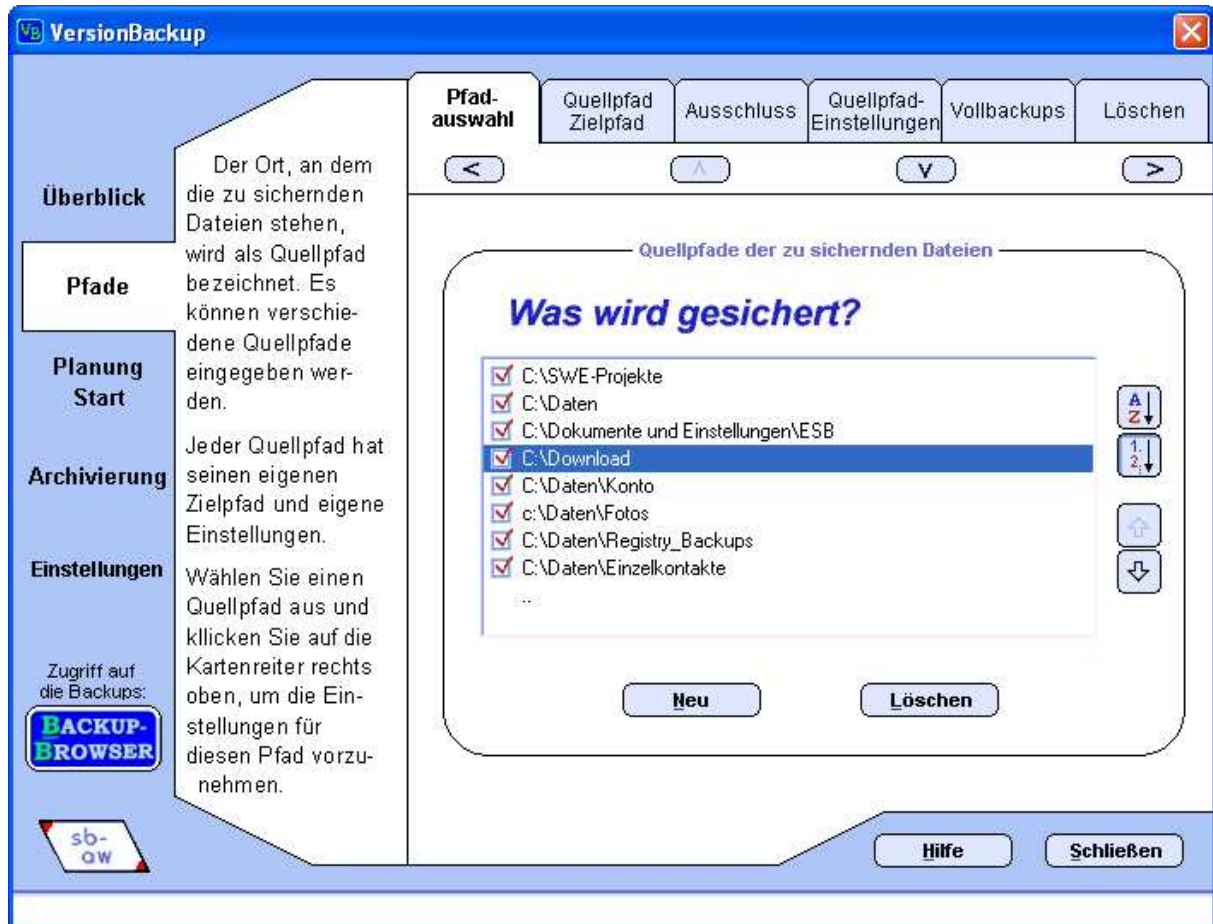 VB VersionBackup
Pfad-
auswahl
Quellpfad
Zielpfad
Ausschluss
Quellpfad-
Einstellungen
Vollbackups
Löschen
< ^ v >
Überblick
Pfade
Planung
Start
Archivierung
Einstellungen
Zugriff auf
die Backups:
BACKUP-
BROWSER
sb-
aw
Der Ort, an dem
die zu sichernden
Dateien stehen,
wird als Quellpfad
bezeichnet. Es
können verschie-
dene Quellpfade
eingegeben wer-
den.
Jeder Quellpfad hat
seinen eigenen
Zielpfad und eigene
Einstellungen.
Wählen Sie einen
Quellpfad aus und
kllicken Sie auf die
Kartenreiter rechts
oben, um die Ein-
stellungen für
diesen Pfad vorzu-
nehmen.
Quellpfade der zu sichernden Dateien
Was wird gesichert?
C:\SWE-Projekte
C:\Daten
C:\Dokumente und Einstellungen\ESB
C:\Download
C:\Daten\Konto
c:\Daten\Fotos
C:\Daten\Registry_Backups
C:\Daten\Einzelkontakte
..
A
Z
1.
2.
Neu
Löschen
Hilfe
Schließen